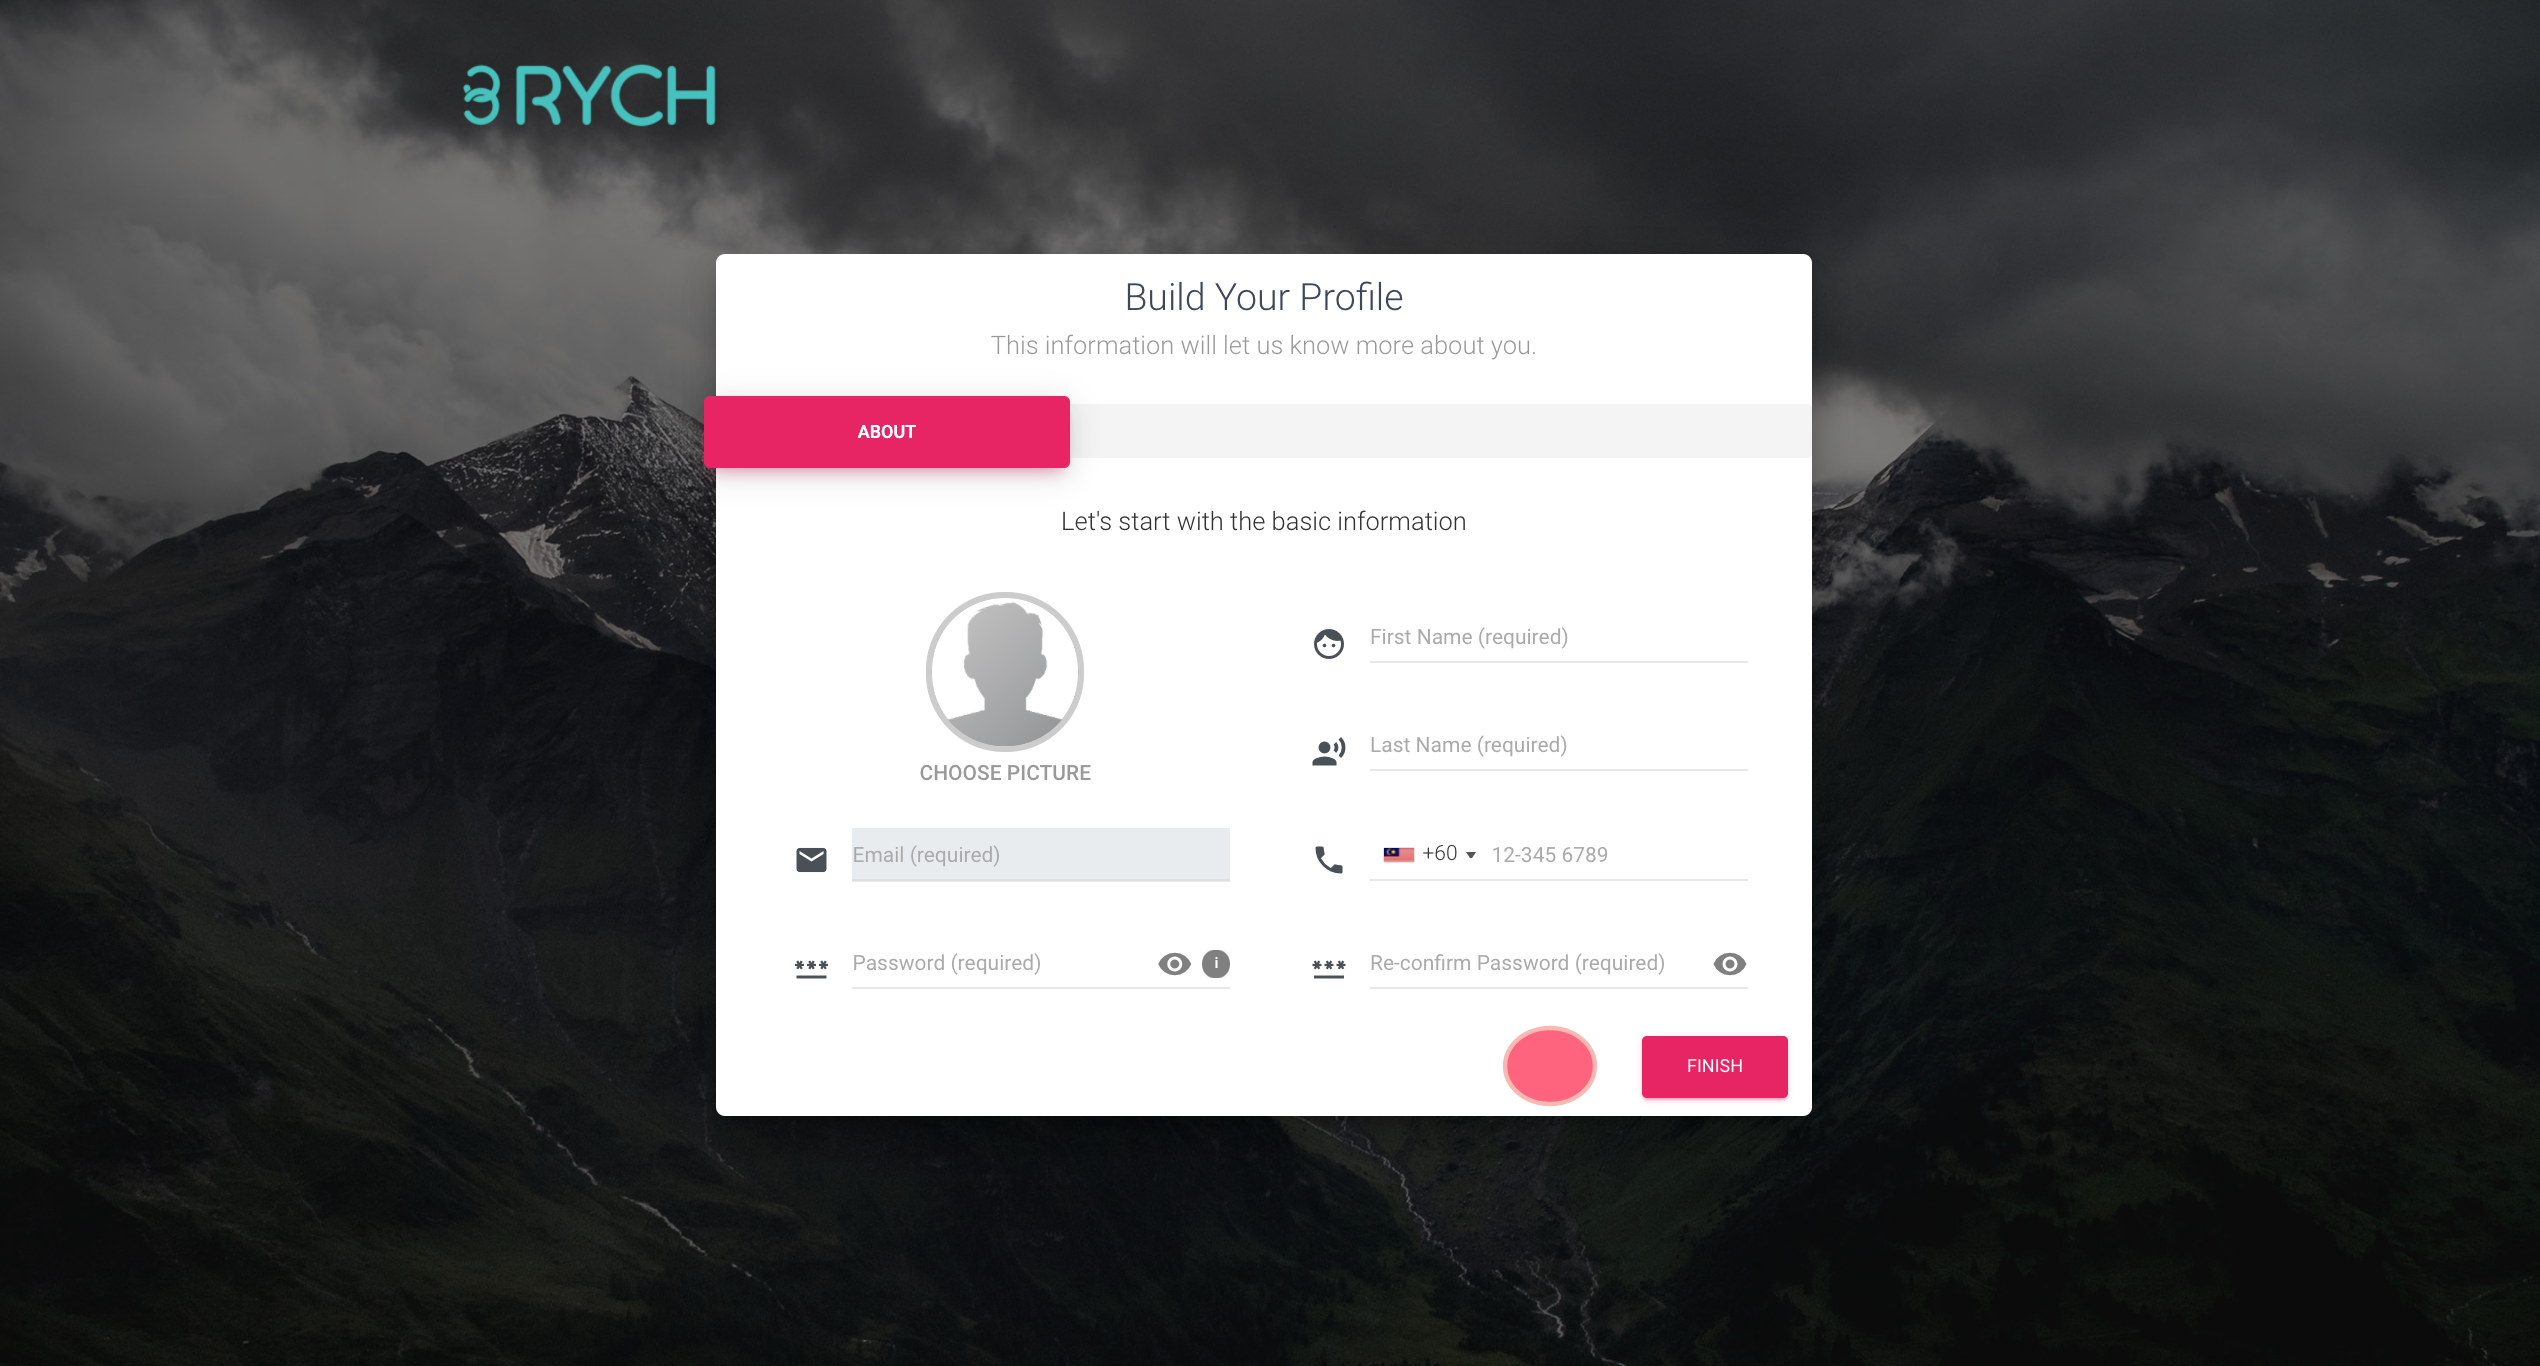 RYCH
Build Your Profile
This information will let us know more about you.
ABOUT
Let's start with the basic information
First Name (required)
Last Name (required)
CHOOSE PICTURE
Email (required)
+60 12-345 6789
Password (required)
i
Re-confirm Password (required)
FINISH